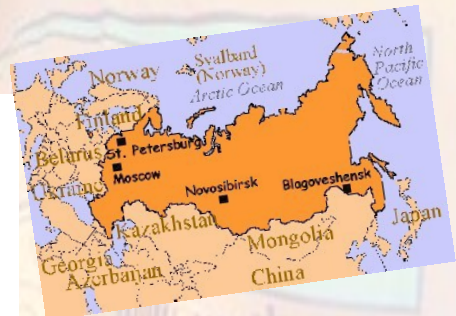 Svalbard
(Norway)
North
Pacific
Ocean
Norway
Arctic Ocean
Finland
St. Petersburg
Belarus
Moscow
Ukraine
Novosibirsk
Blagoveshensk
Kazakhstan
Mongolia
Japan
Georgia
Azerbaijan
China